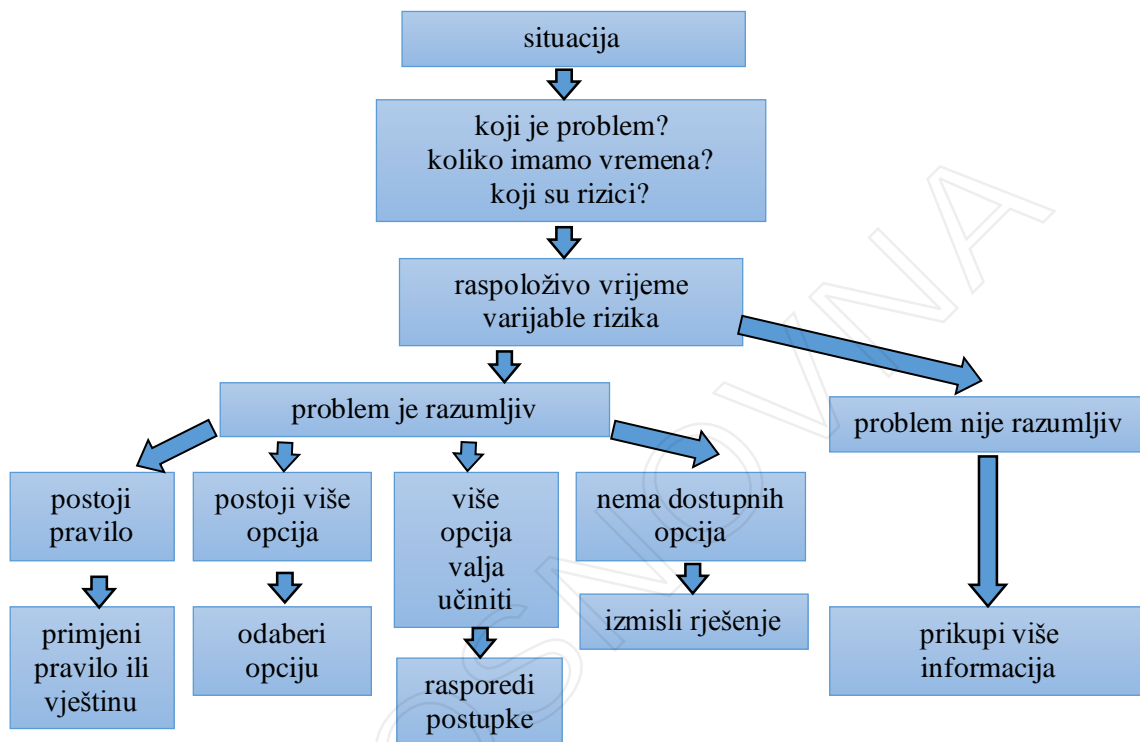 situacija
koji je problem?
koliko imamo vremena?
koji su rizici?
raspoloživo vrijeme
varijable rizika
problem je razumljiv
problem nije razumljiv
postoji
pravilo
postoji više
opcija
više
opcija
valja
učiniti
nema dostupnih
opcija
primjeni
pravilo ili
vještinu
odaberi
opciju
rasporedi
postupke
izmisli rješenje
prikupi više
informacija
OSNOVNA